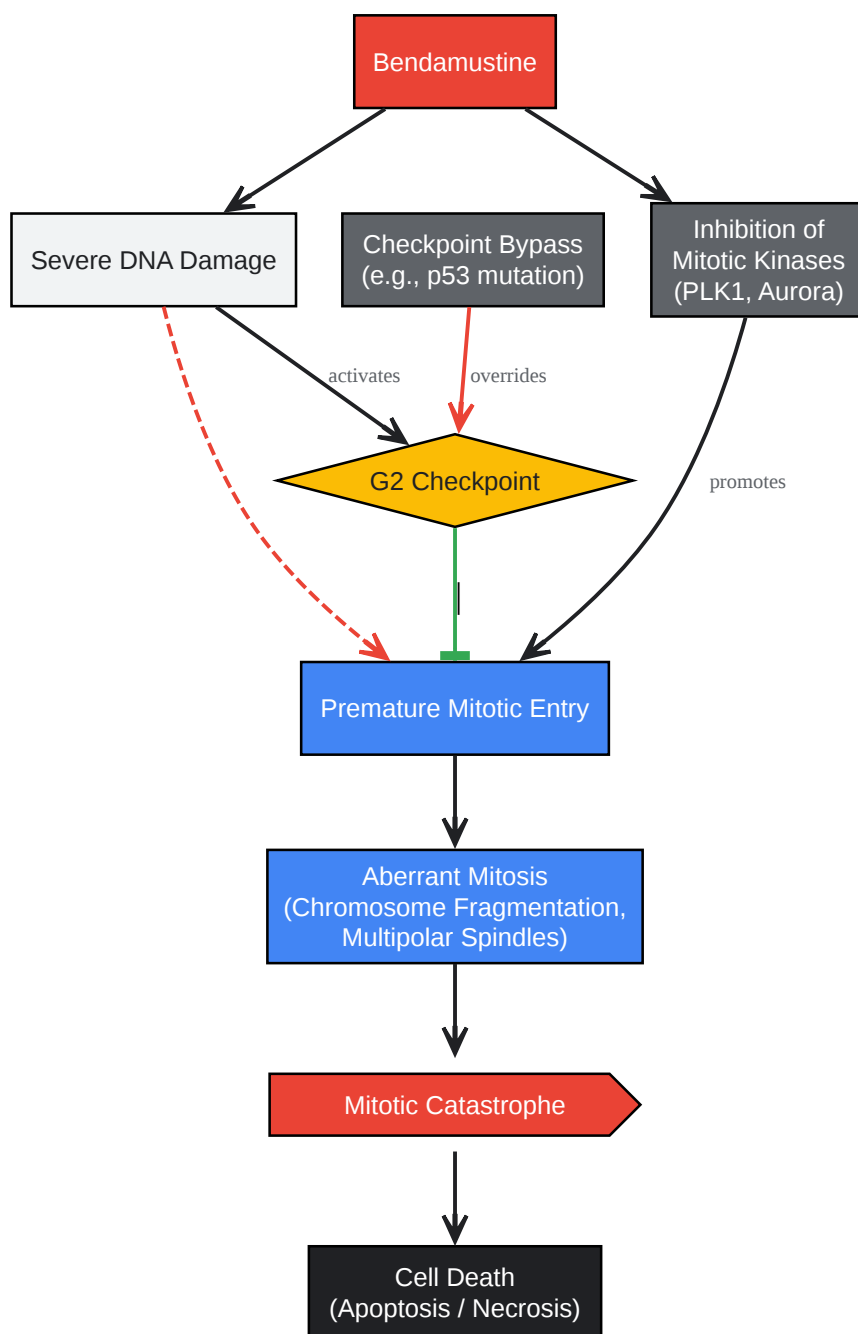 Bendamustine
Severe DNA Damage
Checkpoint Bypass
(e.g., p53 mutation)
Inhibition of
Mitotic Kinases
(PLK1, Aurora)
activates
overrides
G2 Checkpoint
promotes
|
Premature Mitotic Entry
Aberrant Mitosis
(Chromosome Fragmentation,
Multipolar Spindles)
Mitotic Catastrophe
Cell Death
(Apoptosis / Necrosis)